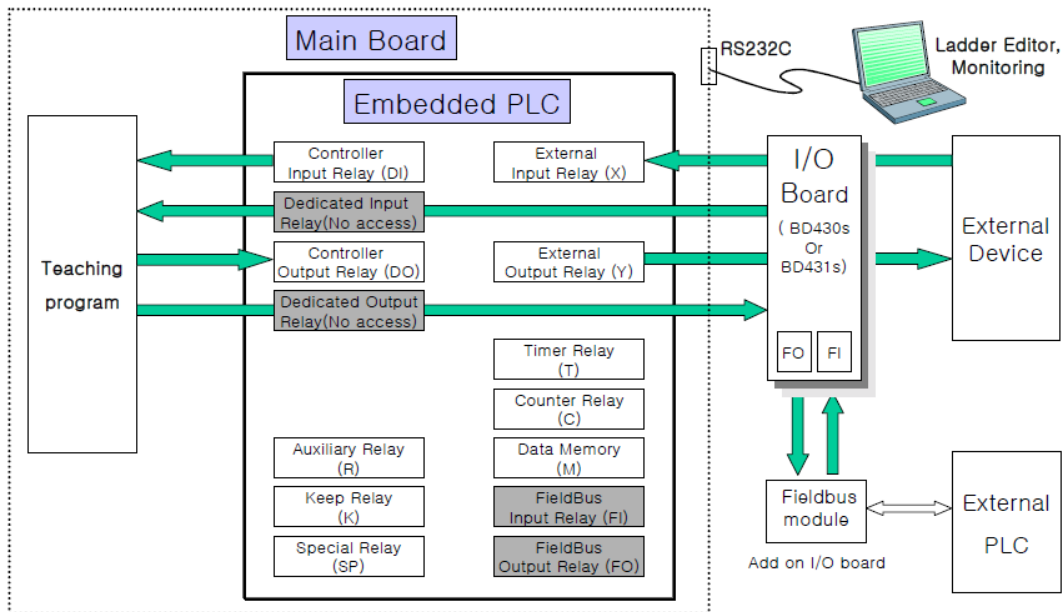 Main Board
RS232C
Ladder Editor,
Monitoring
Embedded PLC
Controller
Input Relay (DI)
External
Input Relay (X)
Dedicated Input
Relay(No access)
Controller
Output Relay (DO)
External
Output Relay (Y)
Dedicated Output
Relay(No access)
Teaching
program
I/O
Board
( BD430s
Or
BD431s)
External
Device
FO
FI
Timer Relay
(T)
Counter Relay
(C)
Auxiliary Relay
(R)
Data Memory
(M)
Keep Relay
(K)
FieldBus
Input Relay (FI)
Special Relay
(SP)
FieldBus
Output Relay (FO)
Fieldbus
module
Add on I/O board
External
PLC